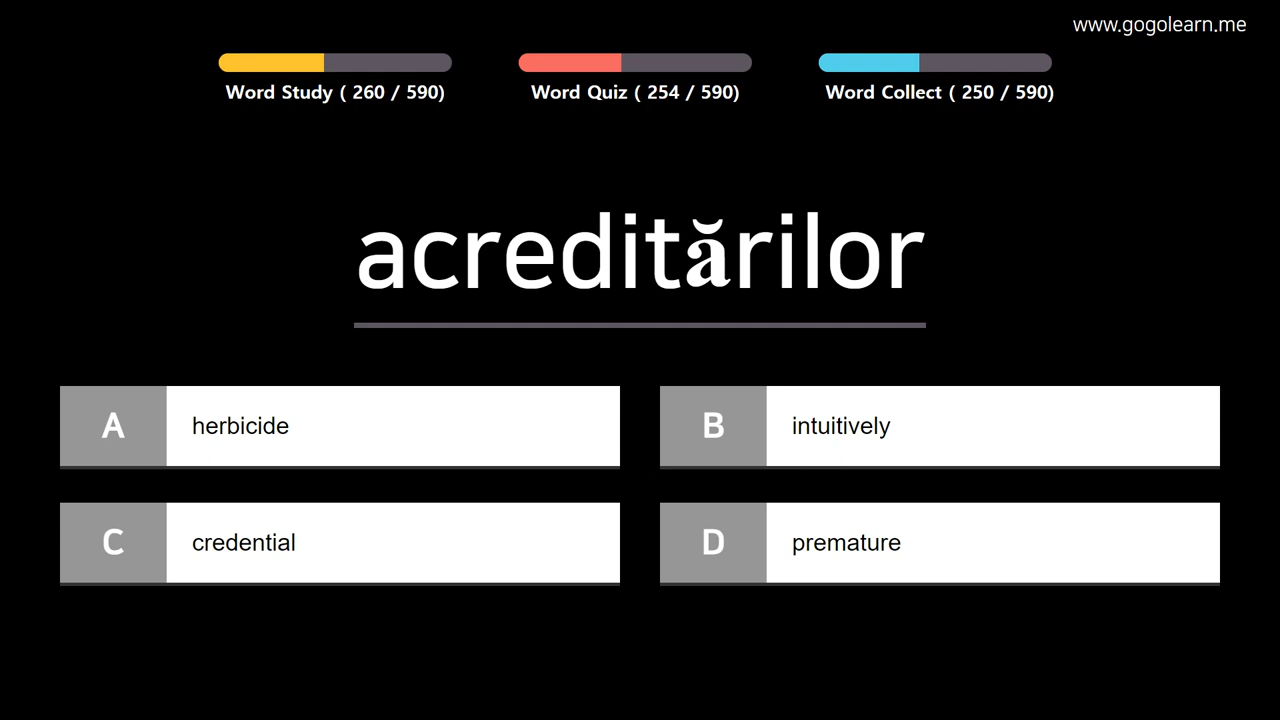 www.gogolearn.me
Word Study ( 260 / 590)
Word Quiz ( 254 / 590)
Word Collect ( 250 / 590)
acreditărilor
A herbicide
B intuitively
C credential
D premature